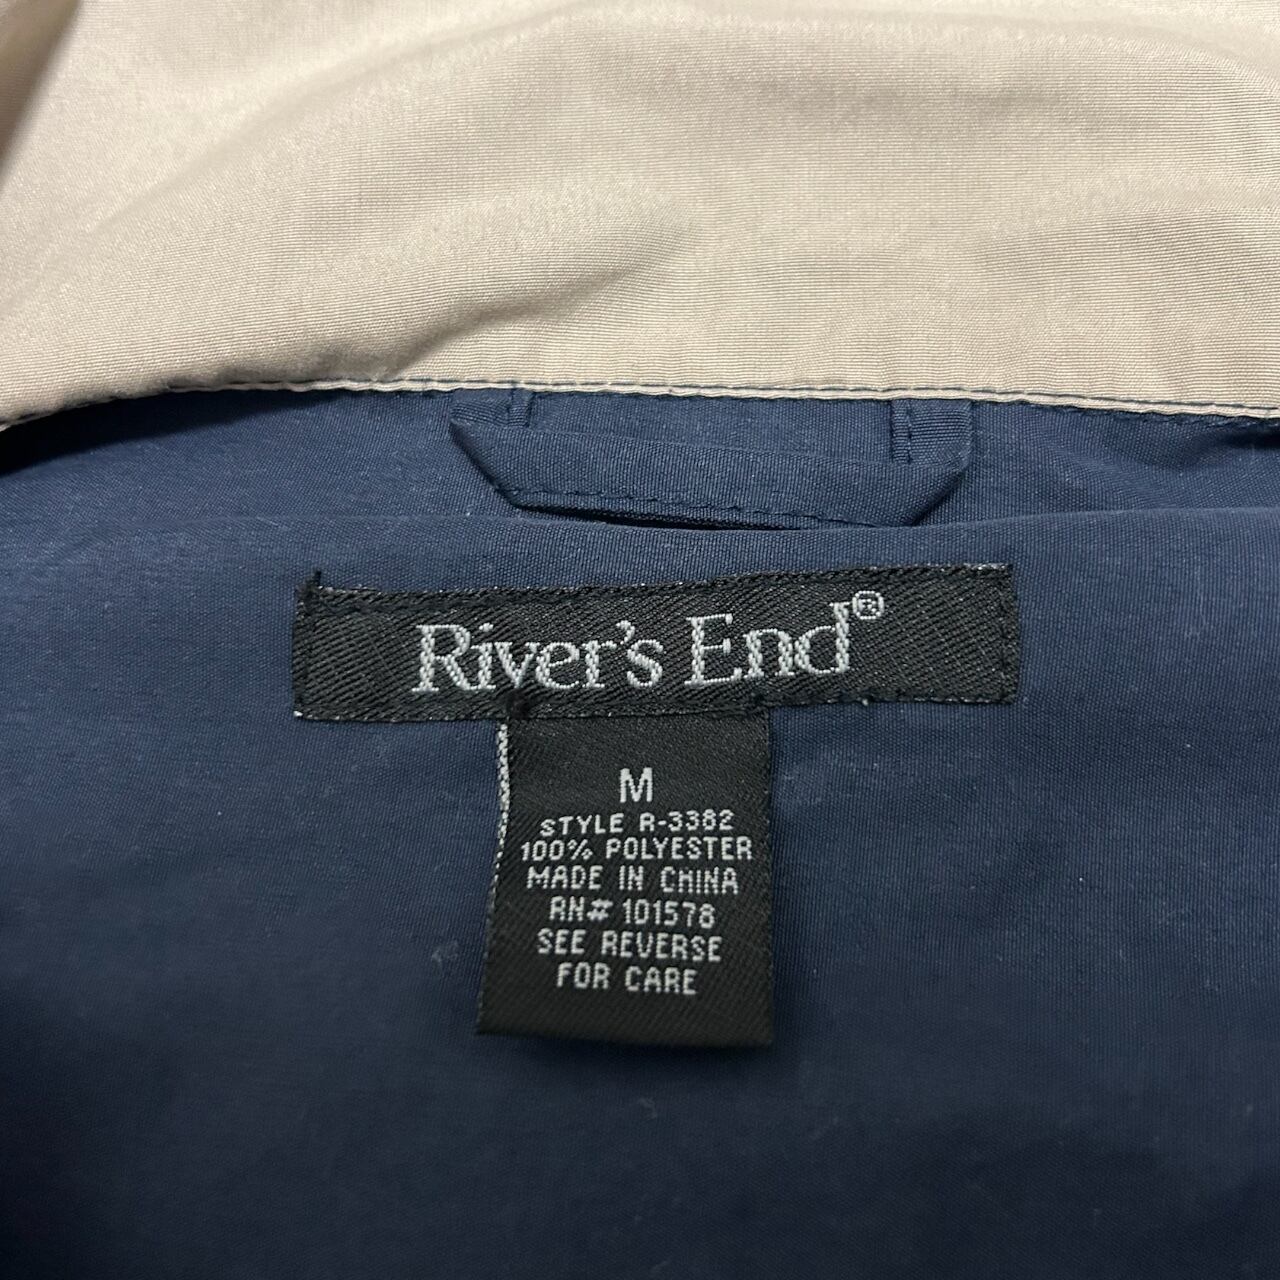 River's End®
M
STYLE R-3382
100% POLYESTER
MADE IN CHINA
RN# 101578
SEE REVERSE
FOR CARE